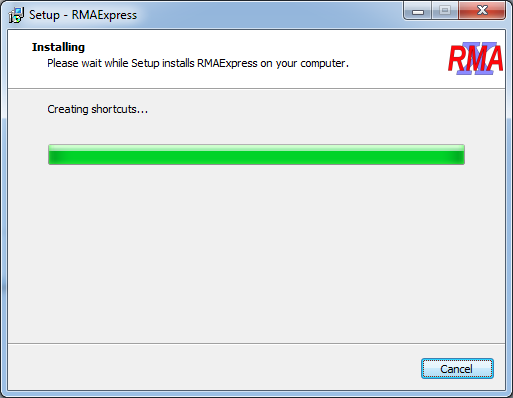 Setup - RMAExpress
Installing
Please wait while Setup installs RMAExpress on your computer.
RMA
X
Creating shortcuts...
Cancel